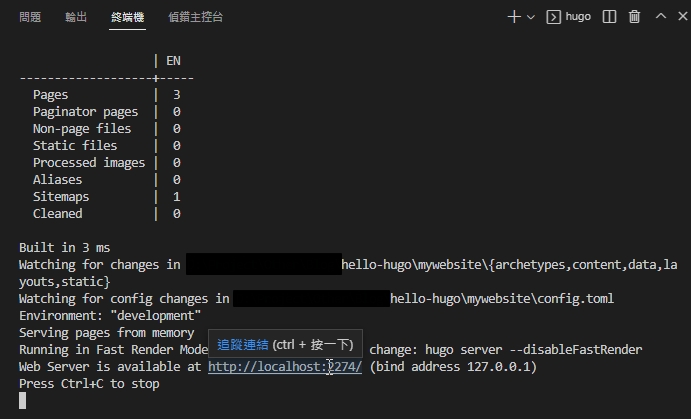 問題 輸出 終端機 偵錯主控台 hugo
| EN
-------------------+-----
Pages | 3
Paginator pages | 0
Non-page files | 0
Static files | 0
Processed images | 0
Aliases | 0
Sitemaps | 1
Cleaned | 0
Built in 3 ms
Watching for changes in hello-hugo\mywebsite\{archetypes,content,data,la
youts,static}
Watching for config changes in hello-hugo\mywebsite\config.toml
Environment: "development"
Serving pages from memory
追蹤連結 (ctrl + 按一下)
Running in Fast Render Mode change: hugo server --disableFastRender
Web Server is available at http://localhost:2274/ (bind address 127.0.0.1)
Press Ctrl+C to stop